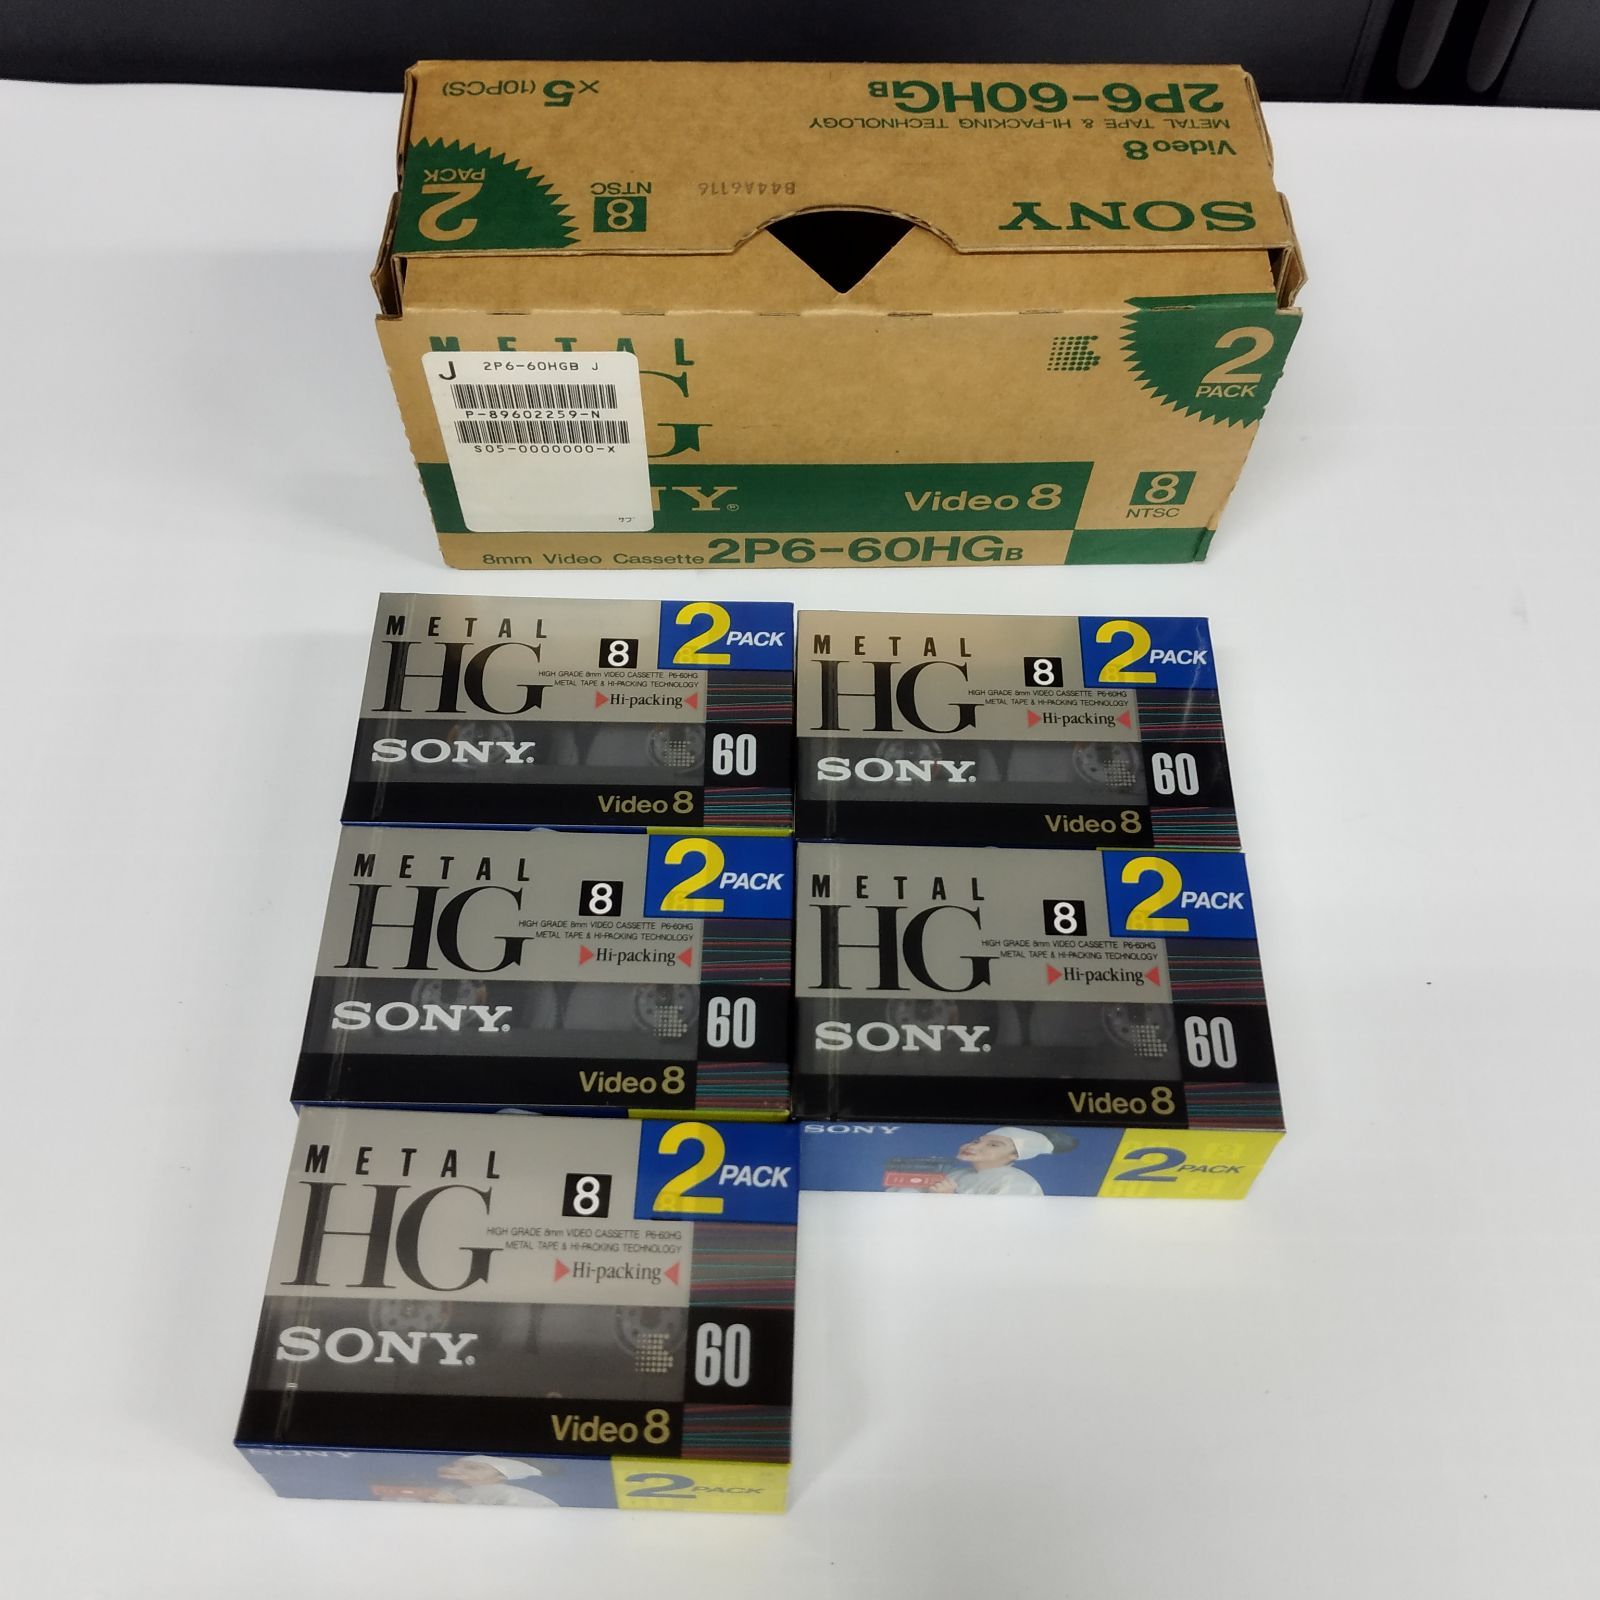 2P6-60HGB
×5 (10PCS)
METAL TAPE & HI-PACKING TECHNOLOGY
Video 8
2
PACK
8
NTSC
B44A6116
SONY
METAL
G
2
PACK
J 2P6-60HGB J
P-89602259-N
S05-0000000-X
サブ
NY®
Video 8
8
NTSC
8mm Video Cassette 2P6-60HGB
METAL
HG
8
2 PACK
HIGH GRADE 8mm VIDEO CASSETTE P6-60HG
METAL TAPE & HI-PACKING TECHNOLOGY
Hi-packing
SONY.
60
Video 8
METAL
HG
8
2 PACK
HIGH GRADE 8mm VIDEO CASSETTE P6-60HG
METAL TAPE & HI-PACKING TECHNOLOGY
Hi-packing
SONY.
60
Video 8
METAL
HG
8
2 PACK
HIGH GRADE 8mm VIDEO CASSETTE P6-60HG
METAL TAPE & HI-PACKING TECHNOLOGY
Hi-packing
SONY.
60
Video 8
METAL
HG
8
2 PACK
HIGH GRADE 8mm VIDEO CASSETTE P6-60HG
METAL TAPE & HI-PACKING TECHNOLOGY
Hi-packing
SONY.
60
Video 8
SONY
2 PACK
METAL
HG
8
2 PACK
HIGH GRADE 8mm VIDEO CASSETTE P6-60HG
METAL TAPE & HI-PACKING TECHNOLOGY
Hi-packing
SONY.
60
Video 8
SONY
2 PACK